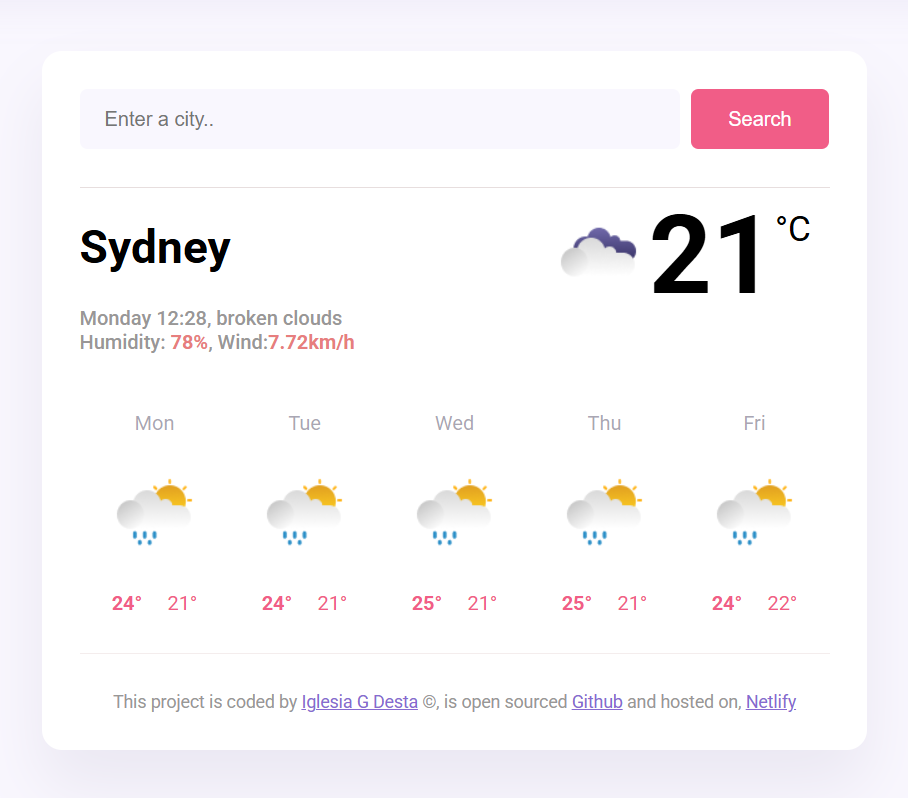 Enter a city..
Search
Sydney
21 °C
Monday 12:28, broken clouds
Humidity: 78%, Wind:7.72km/h
Mon Tue Wed Thu Fri
24° 21° 24° 21° 25° 21° 25° 21° 24° 22°
This project is coded by Iglesia G Desta ©, is open sourced Github and hosted on, Netlify